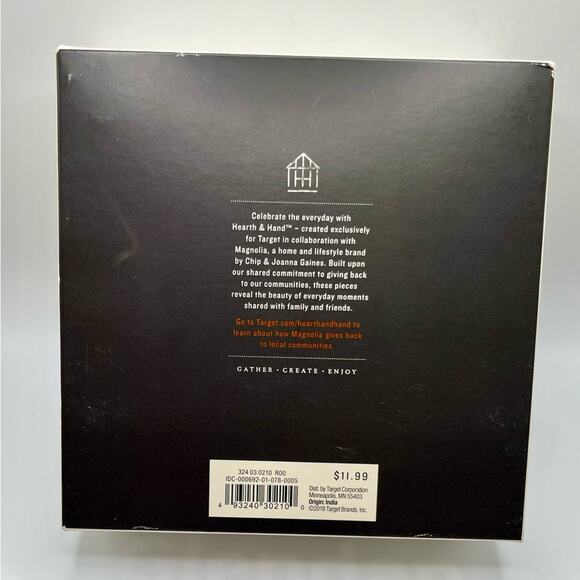 Celebrate the everyday with
Hearth & Hand™ – created exclusively
for Target in collaboration with
Magnolia, a home and lifestyle brand
by Chip & Joanna Gaines. Built upon
our shared commitment to giving back
to our communities, these pieces
reveal the beauty of everyday moments
shared with family and friends.
Go to Target.com/hearthandhand to
learn about how Magnolia gives back
to local communities.
GATHER • CREATE • ENJOY
324 03 0210 R00
IDC-000692-01-078-0005
4 93240 30210 0
$11.99
Dist. by Target Corporation
Minneapolis, MN 55403
Origin: India
©2018 Target Brands, Inc.